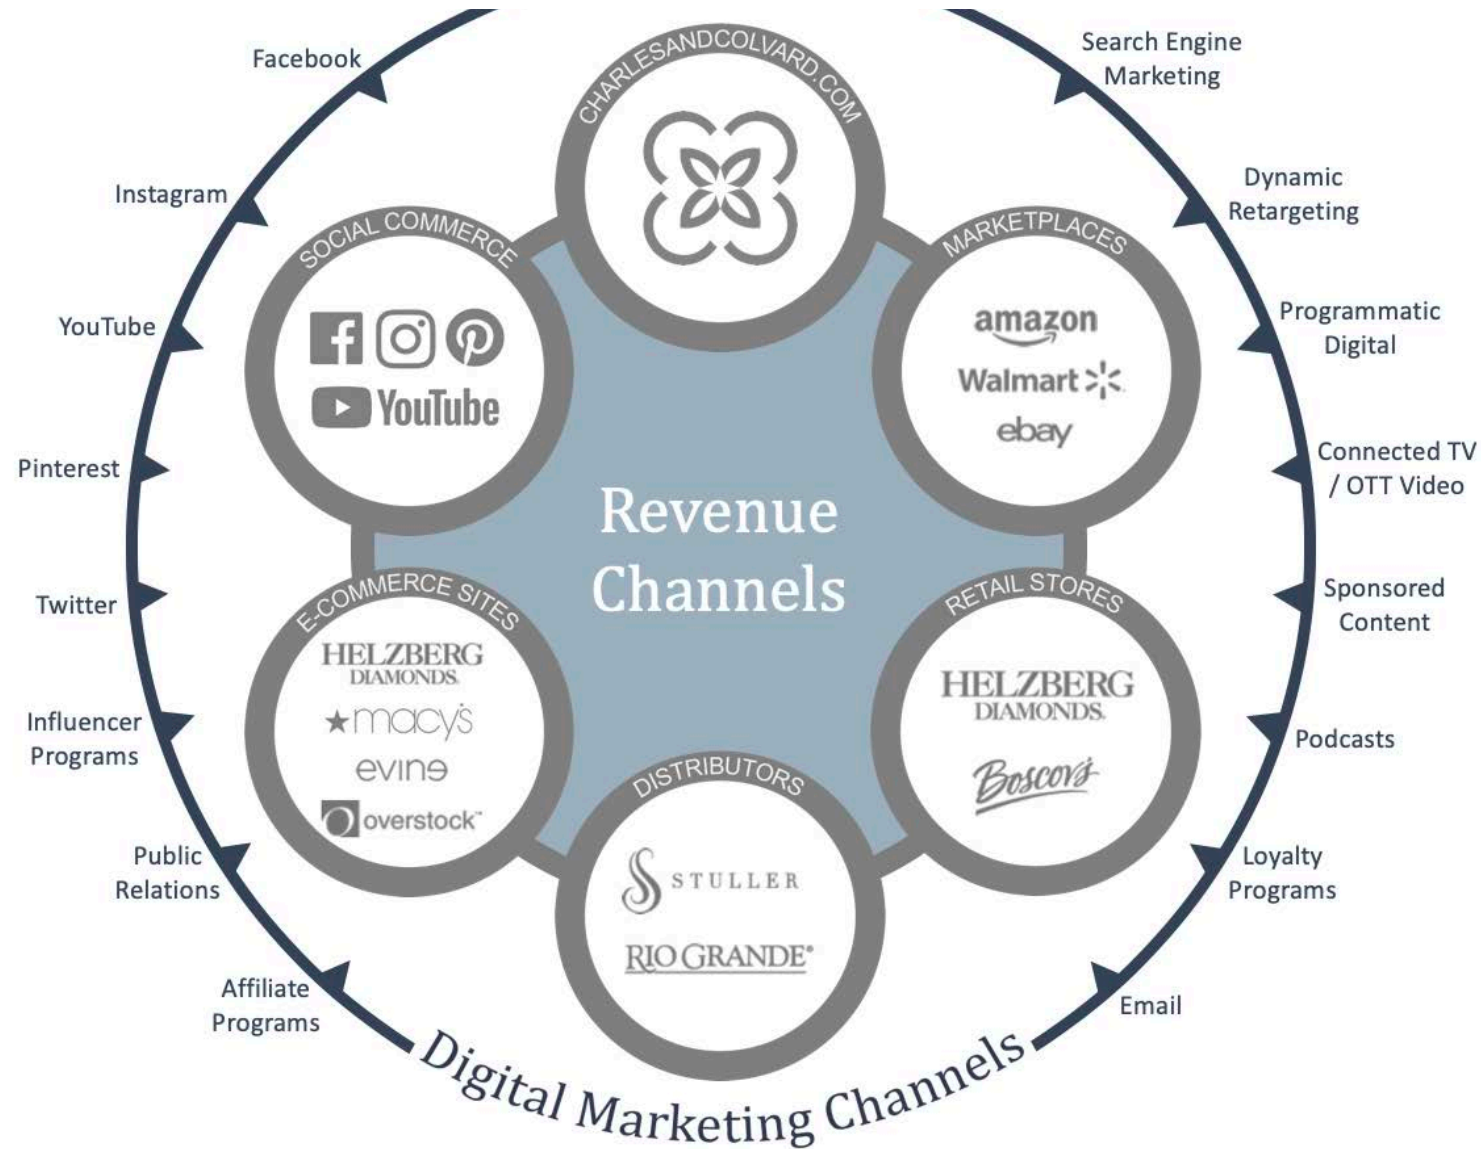 Facebook
Instagram
YouTube
Pinterest
Twitter
Influencer
Programs
Public
Relations
Affiliate
Programs
Search Engine
Marketing
Dynamic
Retargeting
Programmatic
Digital
Connected TV
/ OTT Video
Sponsored
Content
Podcasts
Loyalty
Programs
Email
CHARLESANDCOLVARD.COM
SOCIAL COMMERCE
YouTube
MARKETPLACES
amazon
Walmart
ebay
Revenue
Channels
E-COMMERCE SITES
HELZBERG
DIAMONDS.
macy's
evine
overstock™
RETAIL STORES
HELZBERG
DIAMONDS.
Boscov's
DISTRIBUTORS
STULLER
RIO GRANDE®
Digital Marketing Channels